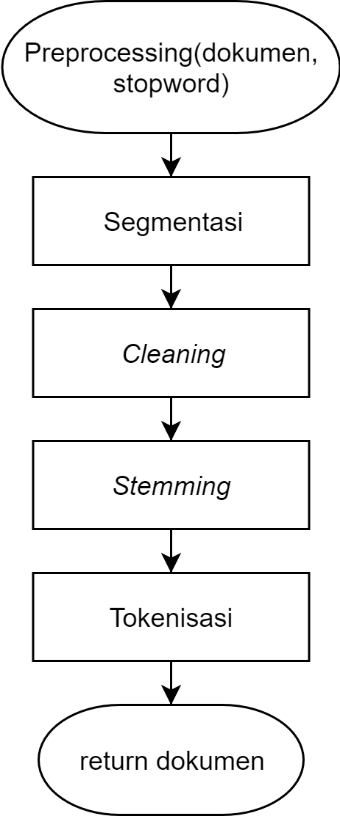 Preprocessing(dokumen,
stopword)
Segmentasi
Cleaning
Stemming
Tokenisasi
return dokumen